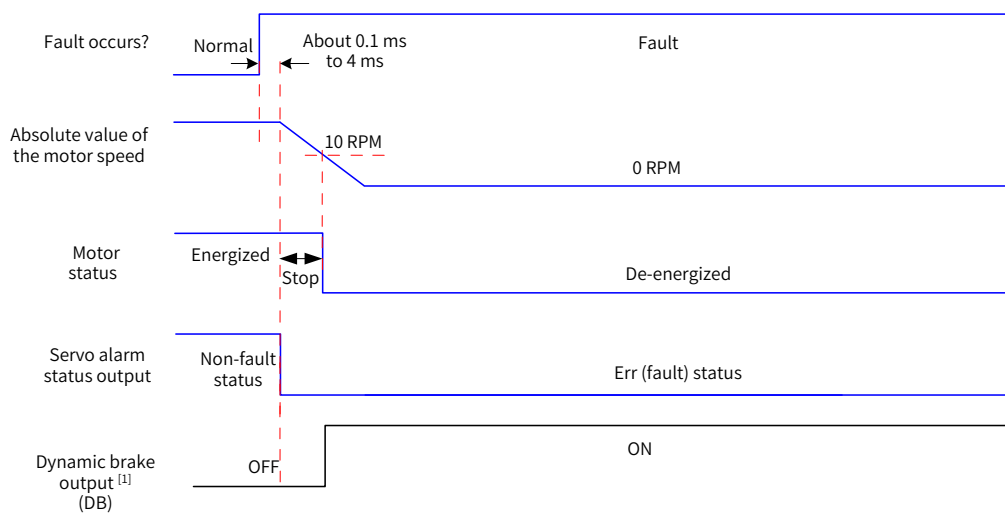 Fault occurs?
Normal
About 0.1 ms
to 4 ms
Fault
Absolute value of
the motor speed
10 RPM
0 RPM
Motor
status
Energized
Stop
De-energized
Servo alarm
status output
Non-fault
status
Err (fault) status
Dynamic brake
output [1]
(DB)
OFF
ON